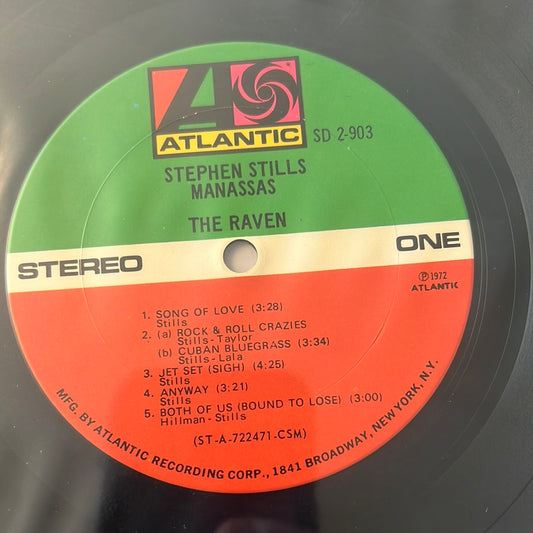 ATLANTIC
SD 2-903
STEPHEN STILLS
MANASSAS
THE RAVEN
STEREO
ONE
Ⓟ1972
ATLANTIC
1. SONG OF LOVE (3:28)
Stills
2. (a) ROCK & ROLL CRAZIES
Stills-Taylor
(b) CUBAN BLUEGRASS (3:34)
Stills-Lala
3. JET SET (SIGH) (4:25)
Stills
4. ANYWAY (3:21)
Stills
5. BOTH OF US (BOUND TO LOSE) (3:00)
Hillman-Stills
(ST-A-722471-CSM)
MFG. BY ATLANTIC RECORDING CORP., 1841 BROADWAY, NEW YORK, N.Y.